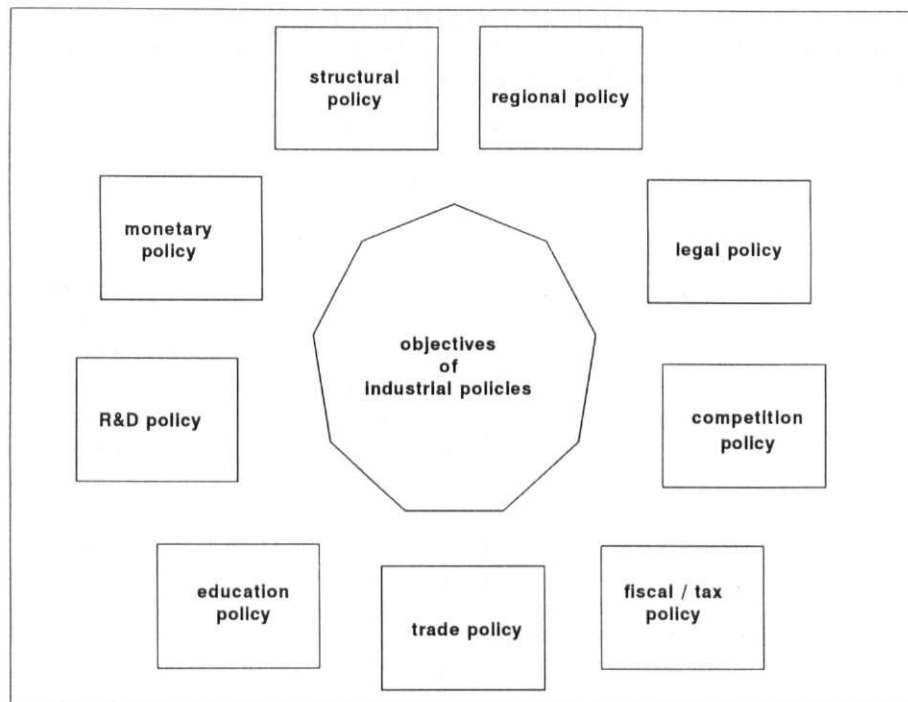 structural
policy
regional policy
monetary
policy
legal policy
objectives
of
industrial policies
R&D policy
competition
policy
education
policy
trade policy
fiscal / tax
policy